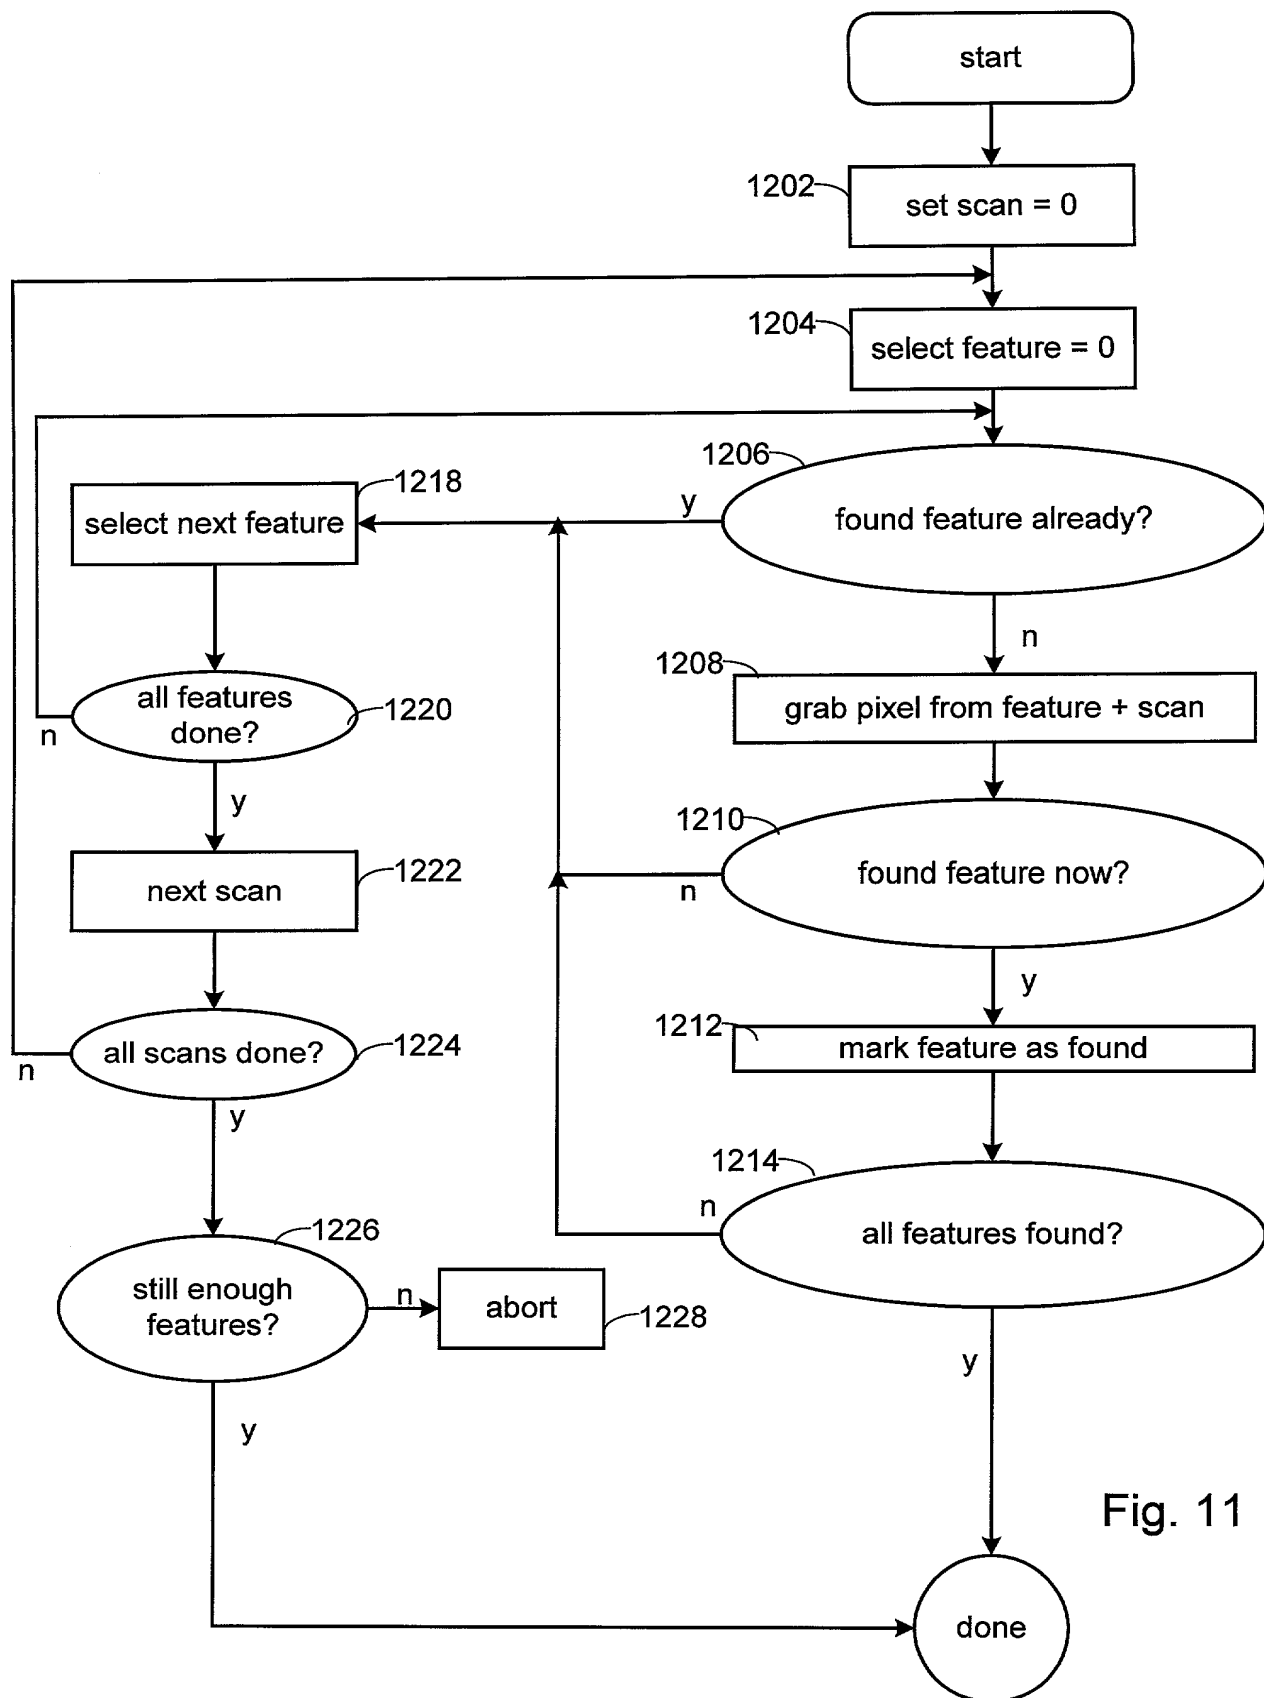 start
1202
set scan = 0
1204
select feature = 0
1206
found feature already?
y
n
1218
select next feature
1208
grab pixel from feature + scan
all features
done?
1220
n
y
1210
found feature now?
n
y
next scan
1222
1212
mark feature as found
all scans done?
1224
n
y
1214
all features found?
n
y
1226
still enough
features?
n
abort
1228
y
Fig. 11
done